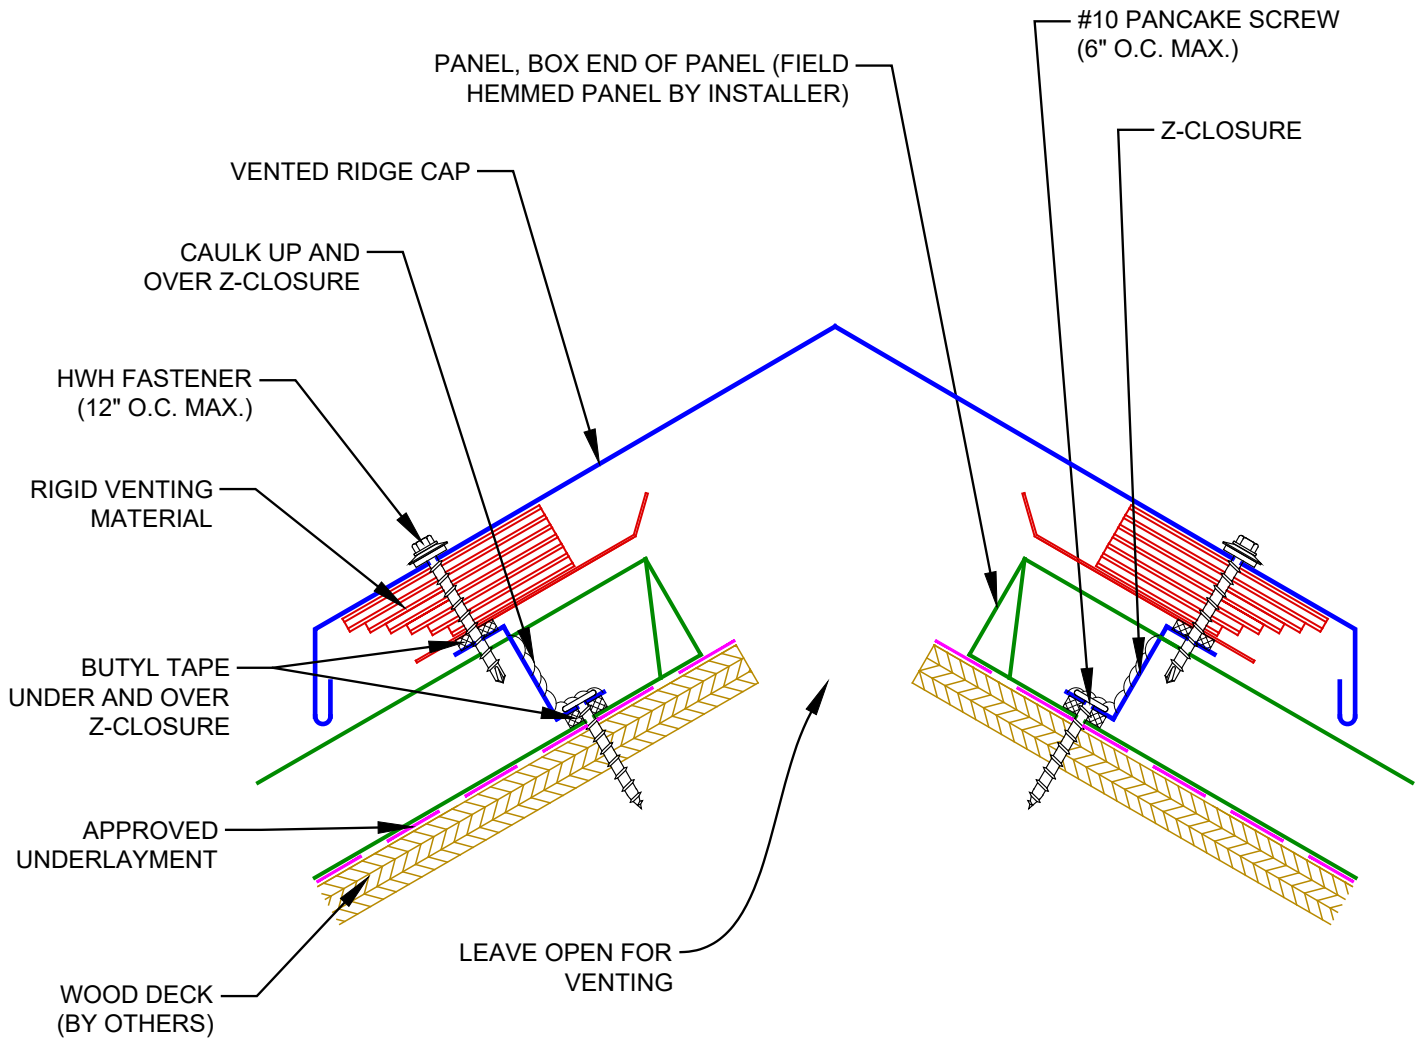 #10 PANCAKE SCREW
(6" O.C. MAX.)
PANEL, BOX END OF PANEL (FIELD
HEMMED PANEL BY INSTALLER)
Z-CLOSURE
VENTED RIDGE CAP
CAULK UP AND
OVER Z-CLOSURE
HWH FASTENER
(12" O.C. MAX.)
RIGID VENTING
MATERIAL
BUTYL TAPE
UNDER AND OVER
Z-CLOSURE
APPROVED
UNDERLAYMENT
LEAVE OPEN FOR
VENTING
WOOD DECK
(BY OTHERS)